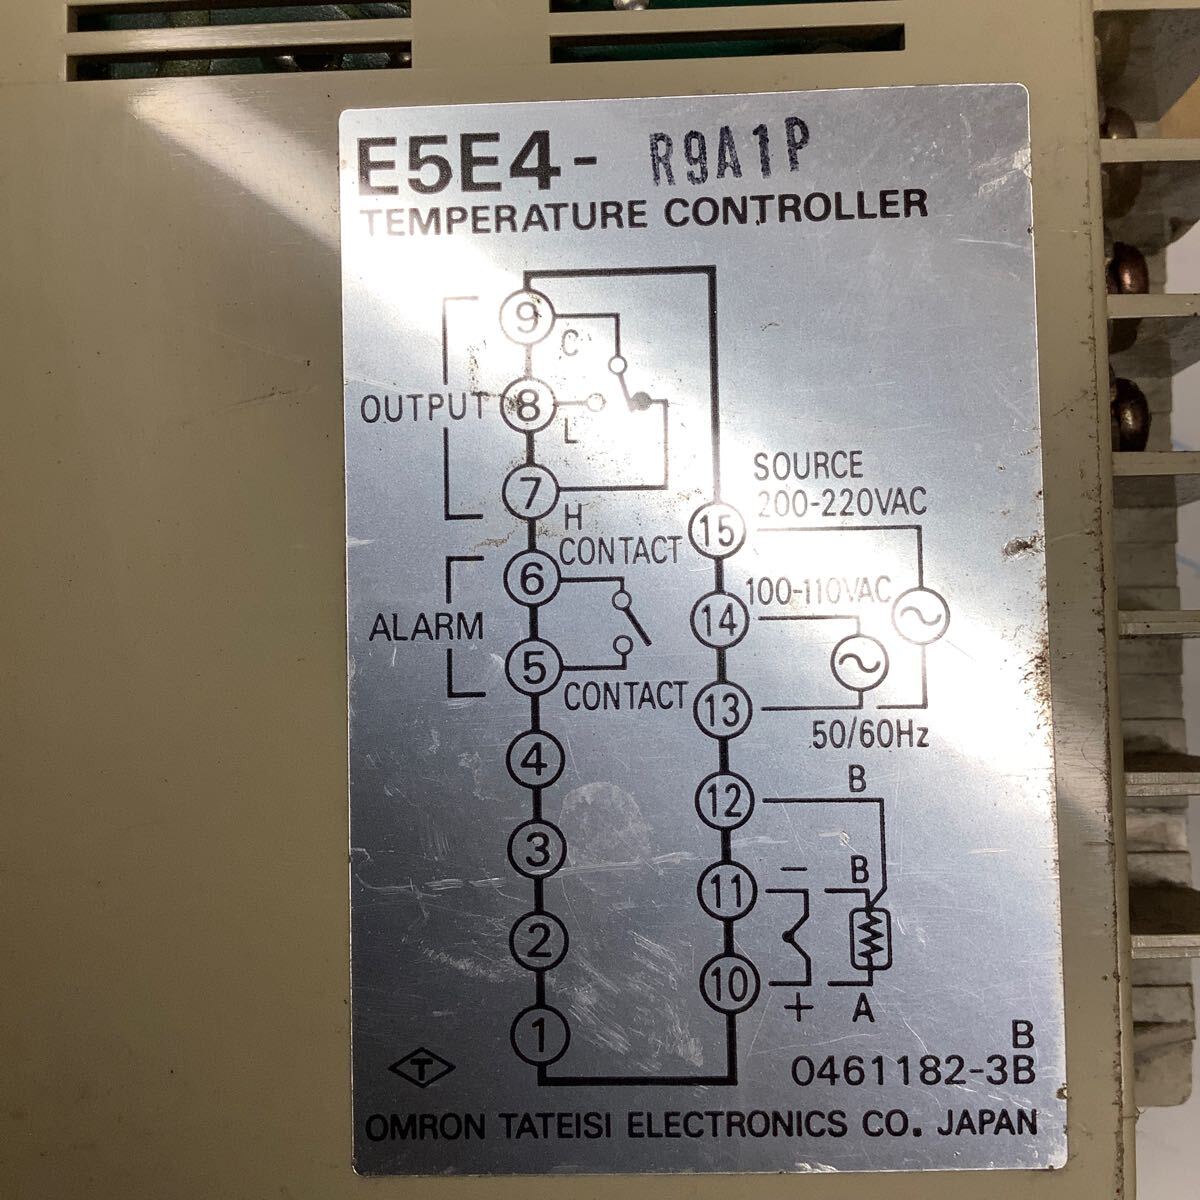 E5E4- R9A1P
TEMPERATURE CONTROLLER
9
C
OUTPUT 8
L
7
H
SOURCE
200-220VAC
15
CONTACT
6
100-110VAC
14
ALARM
5
CONTACT
13
50/60Hz
4
12
B
3
11
−
B
2
10
+
A
1
T
B
0461182-3B
OMRON TATEISI ELECTRONICS CO. JAPAN